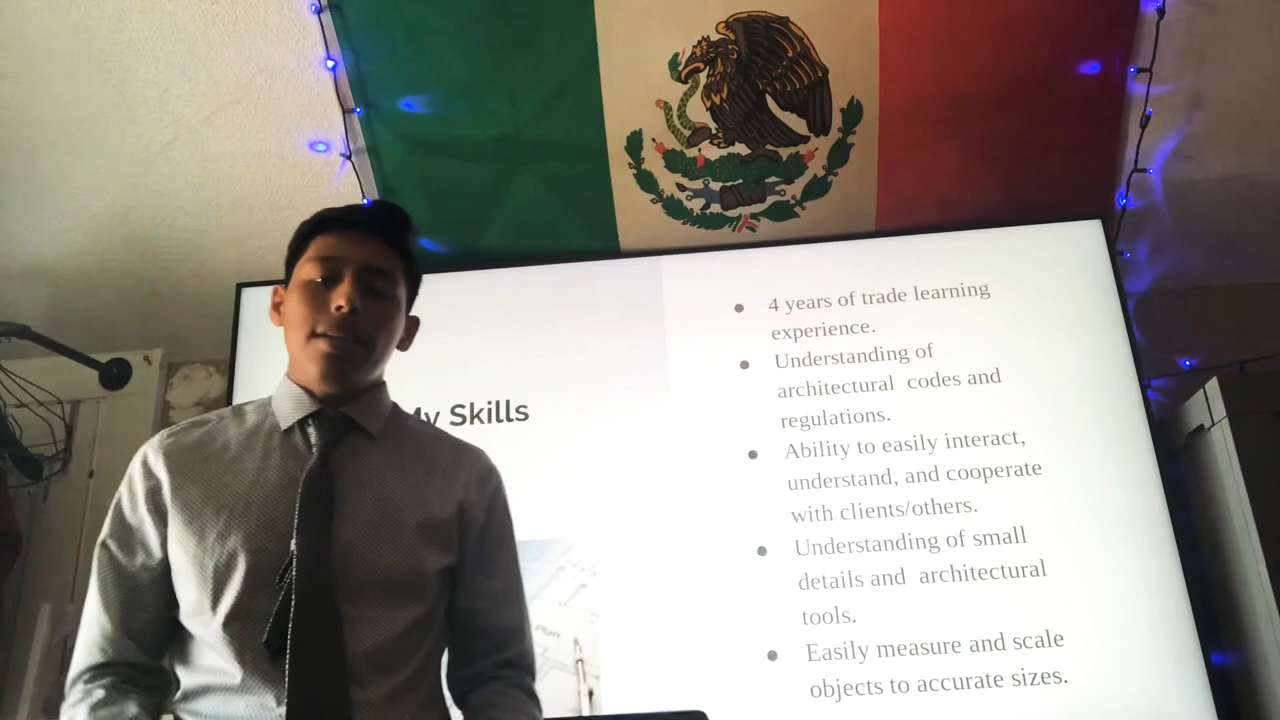 My Skills
4 years of trade learning
experience.
Understanding of
architectural codes and
regulations.
Ability to easily interact,
understand, and cooperate
with clients/others.
Understanding of small
details and architectural
tools.
Easily measure and scale
objects to accurate sizes.